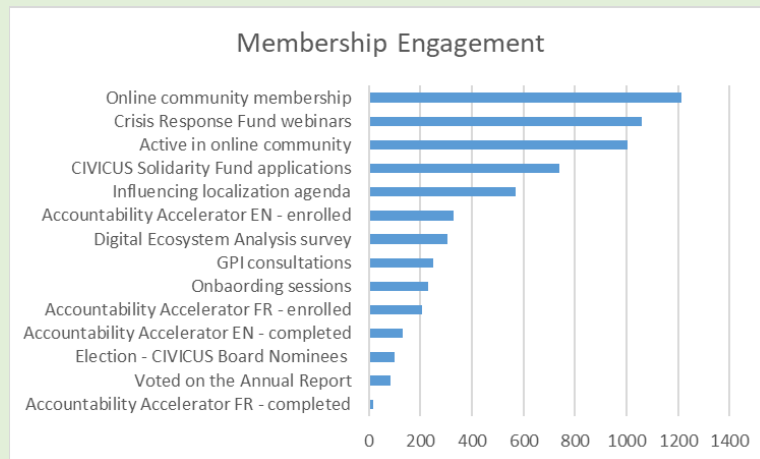 Membership Engagement
Online community membership
Crisis Response Fund webinars
Active in online community
CIVICUS Solidarity Fund applications
Influencing localization agenda
Accountability Accelerator EN - enrolled
Digital Ecosystem Analysis survey
GPI consultations
Onbaording sessions
Accountability Accelerator FR - enrolled
Accountability Accelerator EN - completed
Election - CIVICUS Board Nominees
Voted on the Annual Report
Accountability Accelerator FR - completed
0 200 400 600 800 1000 1200 1400